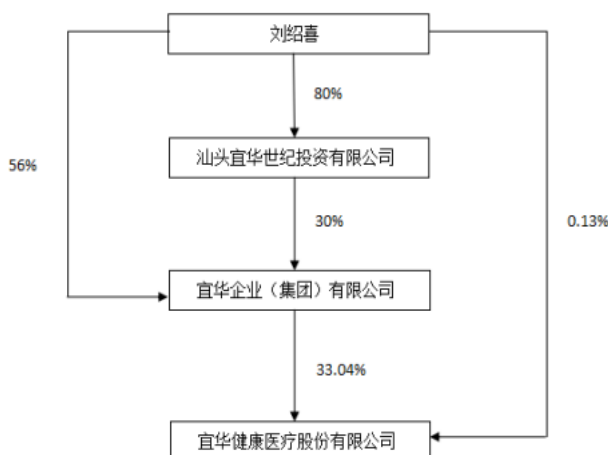 刘绍喜
80%
汕头宜华世纪投资有限公司
56%
30%
0.13%
宜华企业（集团）有限公司
33.04%
宜华健康医疗股份有限公司